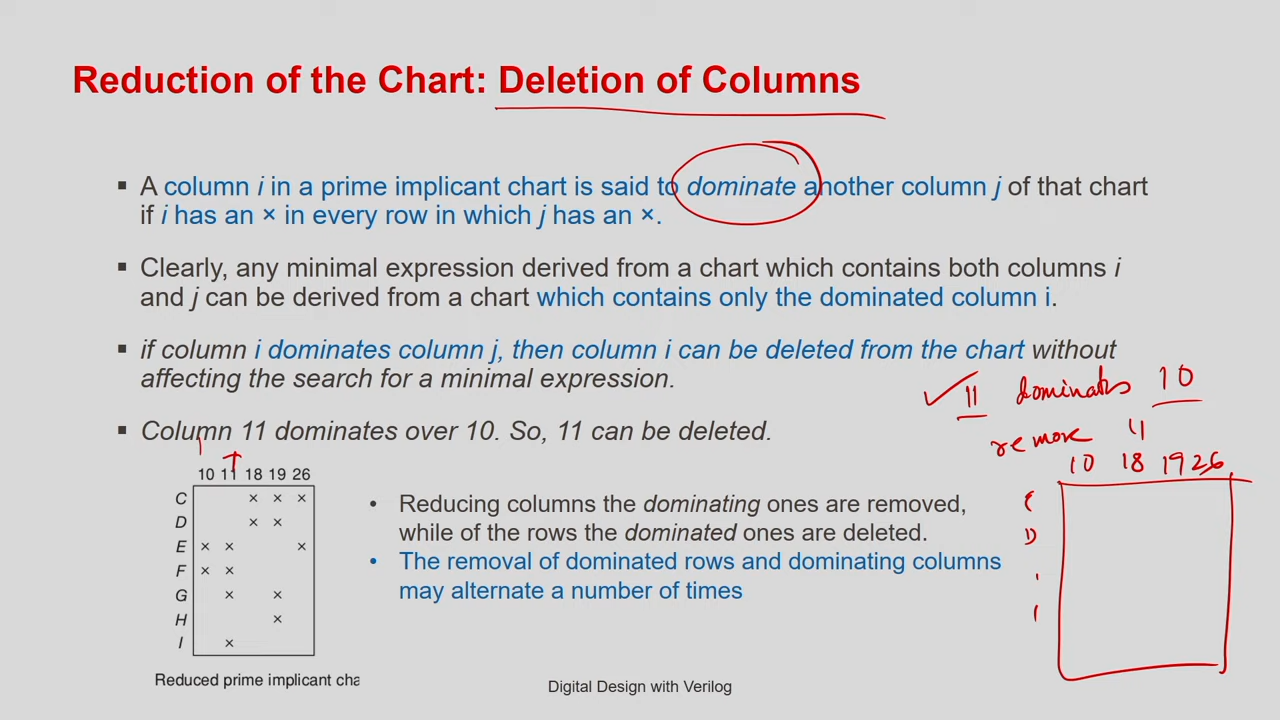 Reduction of the Chart: Deletion of Columns
▪ A column i in a prime implicant chart is said to dominate another column j of that chart
if i has an × in every row in which j has an ×.
▪ Clearly, any minimal expression derived from a chart which contains both columns i
and j can be derived from a chart which contains only the dominated column i.
▪ if column i dominates column j, then column i can be deleted from the chart without
affecting the search for a minimal expression.
▪ Column 11 dominates over 10. So, 11 can be deleted.
11 dominates 10
remove 11
10 18 19 26
C
D
10 11 18 19 26
C × × ×
D × ×
E × × ×
F × ×
G × ×
H ×
I ×
Reduced prime implicant cha
• Reducing columns the dominating ones are removed,
while of the rows the dominated ones are deleted.
• The removal of dominated rows and dominating columns
may alternate a number of times
Digital Design with Verilog